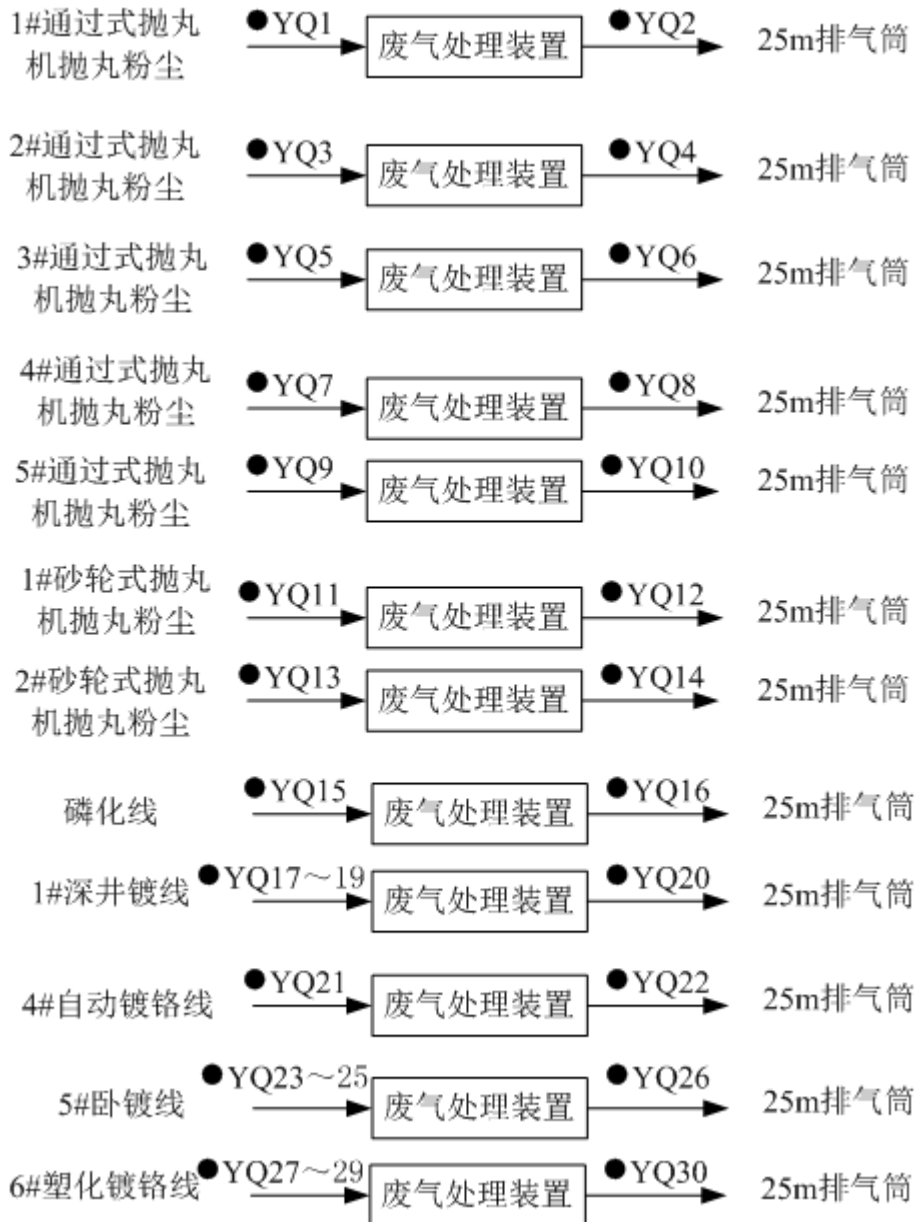 1#通过式抛丸
机抛丸粉尘
●YQ1
废气处理装置
●YQ2
25m排气筒
2#通过式抛丸
机抛丸粉尘
●YQ3
废气处理装置
●YQ4
25m排气筒
3#通过式抛丸
机抛丸粉尘
●YQ5
废气处理装置
●YQ6
25m排气筒
4#通过式抛丸
机抛丸粉尘
●YQ7
废气处理装置
●YQ8
25m排气筒
5#通过式抛丸
机抛丸粉尘
●YQ9
废气处理装置
●YQ10
25m排气筒
1#砂轮式抛丸
机抛丸粉尘
●YQ11
废气处理装置
●YQ12
25m排气筒
2#砂轮式抛丸
机抛丸粉尘
●YQ13
废气处理装置
●YQ14
25m排气筒
磷化线
●YQ15
废气处理装置
●YQ16
25m排气筒
1#深井镀线
●YQ17～19
废气处理装置
●YQ20
25m排气筒
4#自动镀铬线
●YQ21
废气处理装置
●YQ22
25m排气筒
5#卧镀线
●YQ23～25
废气处理装置
●YQ26
25m排气筒
6#塑化镀铬线
●YQ27～29
废气处理装置
●YQ30
25m排气筒